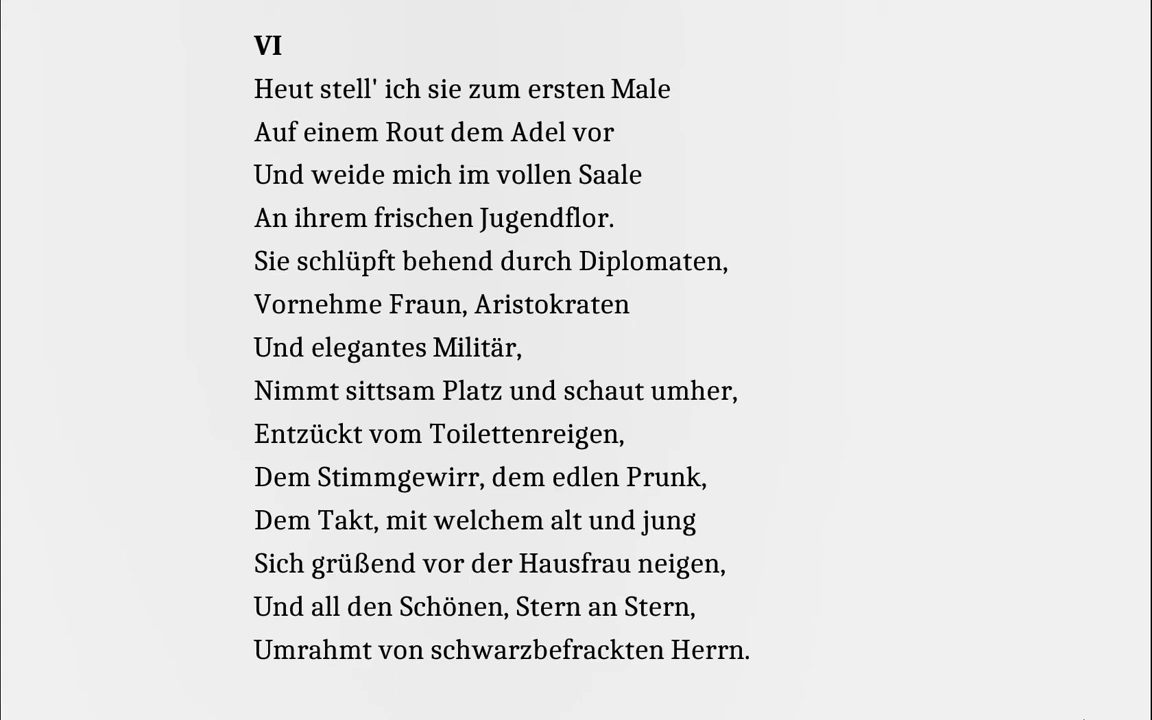 VI
Heut stell' ich sie zum ersten Male
Auf einem Rout dem Adel vor
Und weide mich im vollen Saale
An ihrem frischen Jugendflor.
Sie schlüpft behend durch Diplomaten,
Vornehme Fraun, Aristokraten
Und elegantes Militär,
Nimmt sittsam Platz und schaut umher,
Entzückt vom Toilettenreigen,
Dem Stimmgewirr, dem edlen Prunk,
Dem Takt, mit welchem alt und jung
Sich grüßend vor der Hausfrau neigen,
Und all den Schönen, Stern an Stern,
Umrahmt von schwarzbefrackten Herrn.